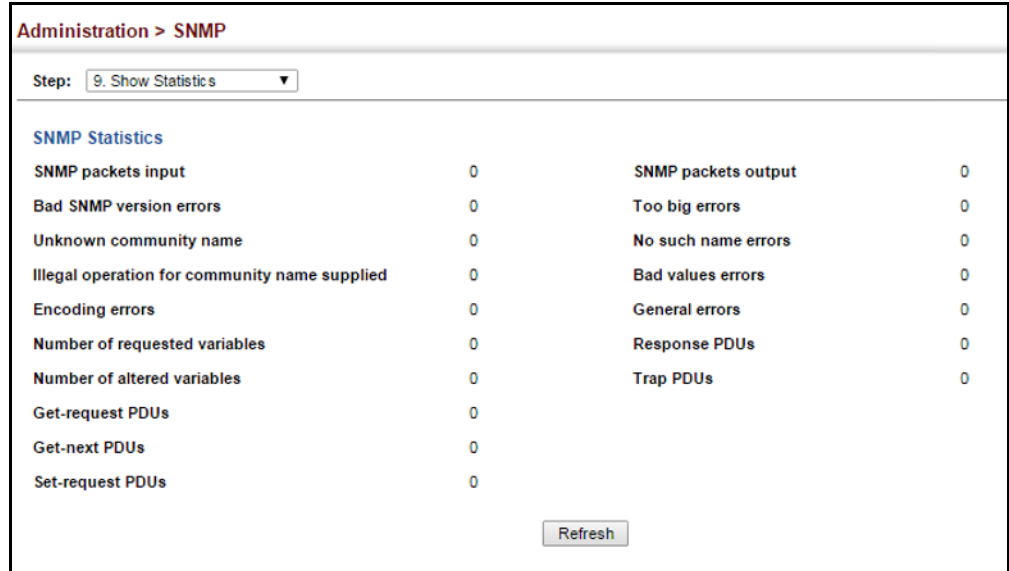 Administration > SNMP
Step: 9. Show Statistics
SNMP Statistics
SNMP packets input 0 SNMP packets output 0
Bad SNMP version errors 0 Too big errors 0
Unknown community name 0 No such name errors 0
Illegal operation for community name supplied 0 Bad values errors 0
Encoding errors 0 General errors 0
Number of requested variables 0 Response PDUs 0
Number of altered variables 0 Trap PDUs 0
Get-request PDUs 0
Get-next PDUs 0
Set-request PDUs 0
Refresh